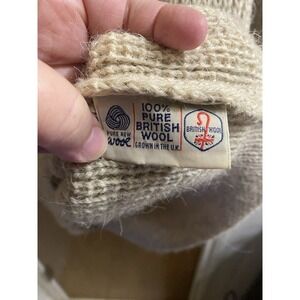 PURE NEW
wool
100%
PURE
BRITISH
WOOL
GROWN IN THE U.K.
BRITISH WOOL